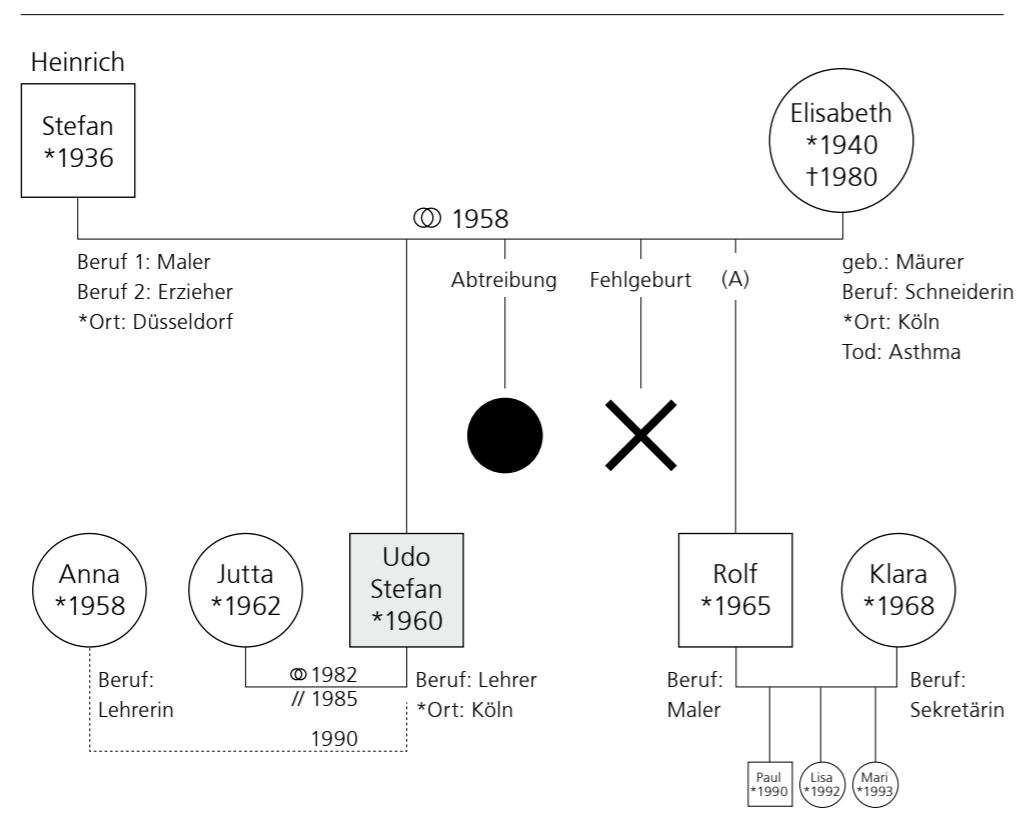 Heinrich
Stefan
*1936
Elisabeth
*1940
†1980
⚭ 1958
Beruf 1: Maler
Beruf 2: Erzieher
*Ort: Düsseldorf
Abtreibung
Fehlgeburt
(A)
geb.: Mäurer
Beruf: Schneiderin
*Ort: Köln
Tod: Asthma
Anna
*1958
Jutta
*1962
Udo
Stefan
*1960
Rolf
*1965
Klara
*1968
Beruf:
Lehrerin
⚭ 1982
// 1985
1990
Beruf: Lehrer
*Ort: Köln
Beruf:
Maler
Beruf:
Sekretärin
Paul
*1990
Lisa
*1992
Mari
*1993